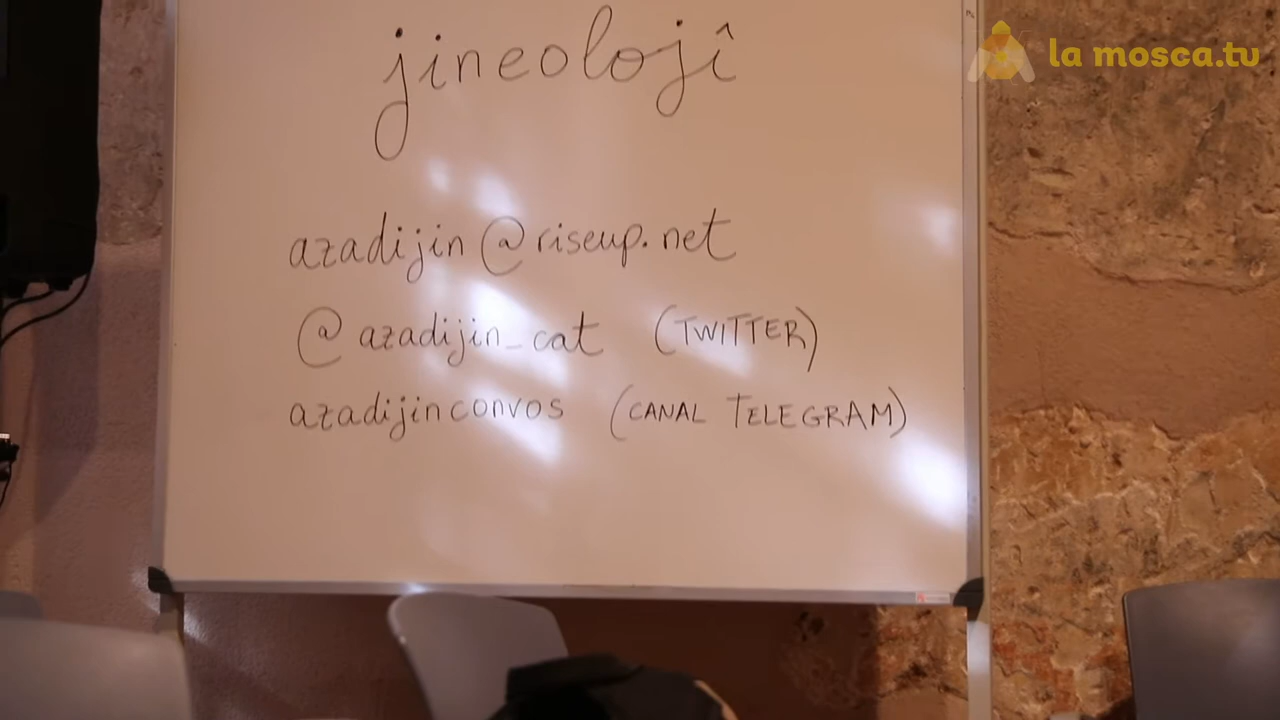 la mosca.tu
jineolojî
azadijin@riseup.net
@azadijin_cat (TWITTER)
azadijinconvos (CANAL TELEGRAM)